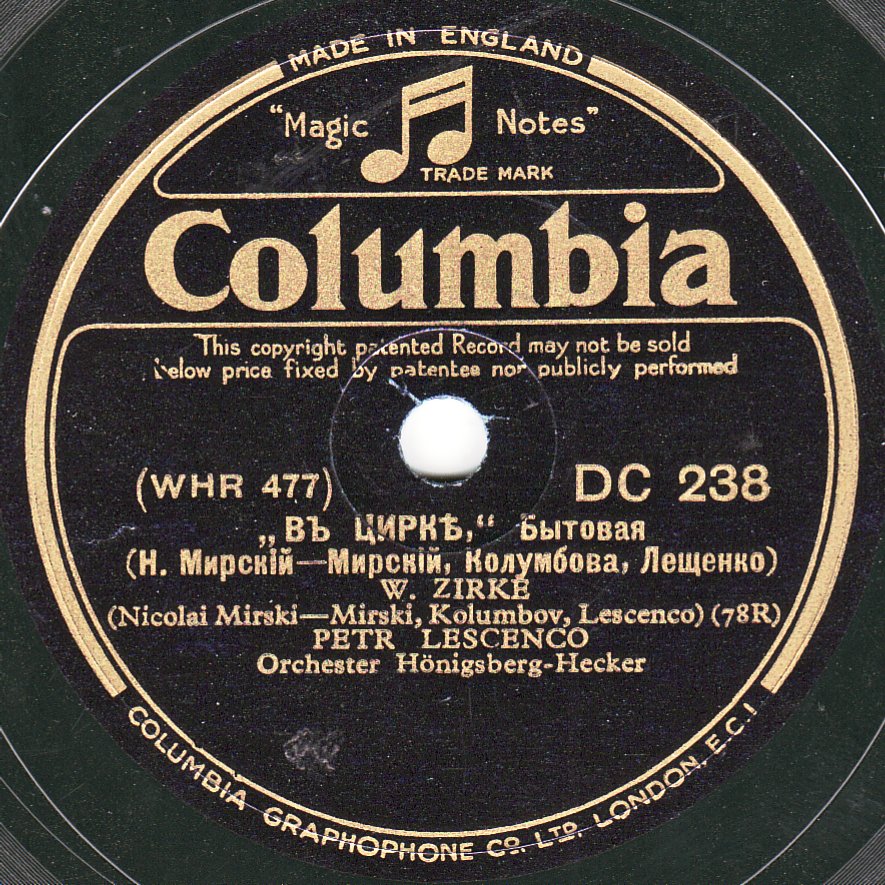 MADE IN ENGLAND
"Magic Notes"
TRADE MARK
Columbia
This copyright patented Record may not be sold
below price fixed by patentee nor publicly performed
(WHR 477) DC 238
„ВЪ ЦИРКѢ,“ Бытовая
(Н. Мирскій—Мирскій, Колумбова, Лещенко)
W. ZIRKE
(Nicolai Mirski—Mirski, Kolumbov, Lescenco) (78R)
PETR LESCENCO
Orchester Hönigsberg-Hecker
COLUMBIA GRAPHOPHONE CO. LTD. LONDON, E.C.1